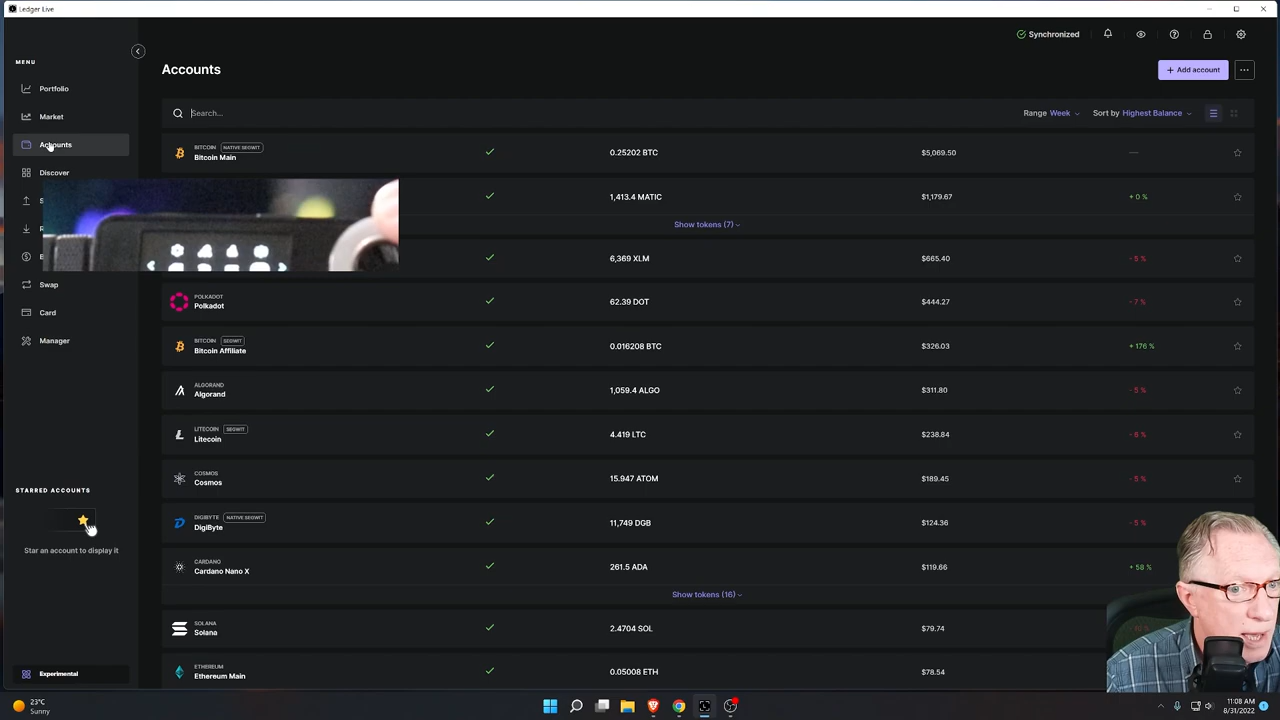 Ledger Live
Synchronized
MENU
Portfolio
Market
Accounts
Discover
Swap
Card
Manager
STARRED ACCOUNTS
Star an account to display it
Experimental
Accounts
+ Add account
Search...
Range Week
Sort by Highest Balance
BITCOIN NATIVE SEGWIT
Bitcoin Main
0.25202 BTC
$5,069.50
1,413.4 MATIC
$1,179.67
+ 0 %
Show tokens (7)
6,369 XLM
$665.40
- 5 %
POLKADOT
Polkadot
62.39 DOT
$444.27
- 7 %
BITCOIN SEGWIT
Bitcoin Affiliate
0.016208 BTC
$326.03
+ 176 %
ALGORAND
Algorand
1,059.4 ALGO
$311.80
- 5 %
LITECOIN SEGWIT
Litecoin
4.419 LTC
$238.84
- 6 %
COSMOS
Cosmos
15.947 ATOM
$189.45
- 5 %
DIGIBYTE NATIVE SEGWIT
DigiByte
11,749 DGB
$124.36
- 5 %
CARDANO
Cardano Nano X
261.5 ADA
$119.66
+ 58 %
Show tokens (16)
SOLANA
Solana
2.4704 SOL
$79.74
ETHEREUM
Ethereum Main
0.05008 ETH
$78.54
23°C
Sunny
11:08 AM
8/31/2022